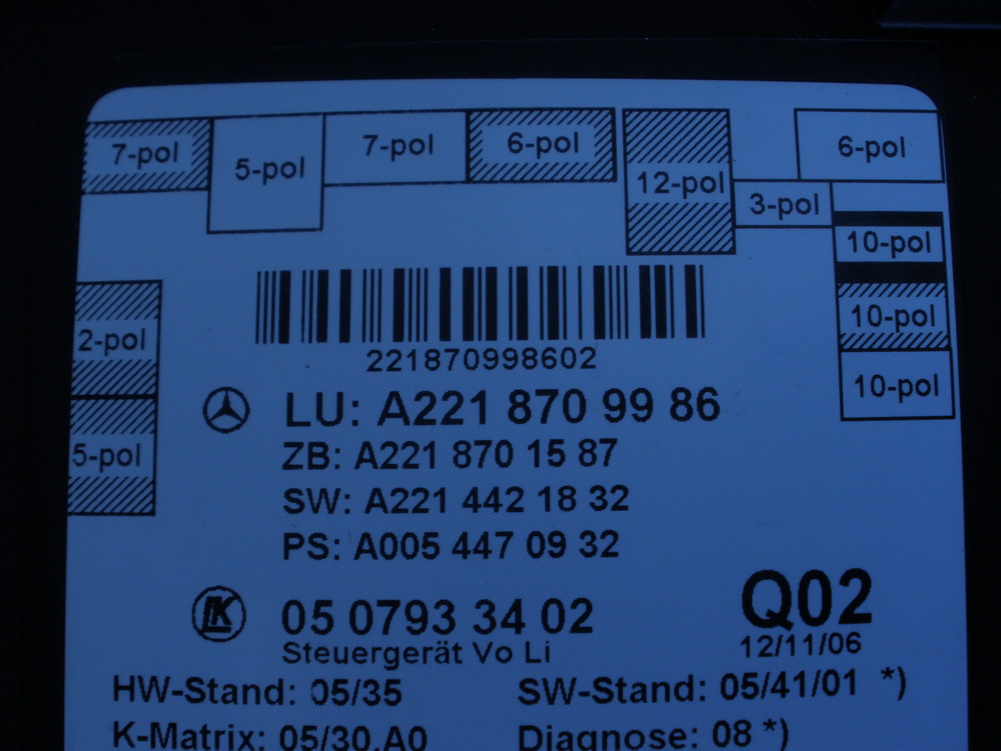 7-pol 5-pol 7-pol 6-pol 12-pol 6-pol
3-pol
10-pol
10-pol
10-pol
2-pol
5-pol
221870998602
LU: A221 870 99 86
ZB: A221 870 15 87
SW: A221 442 18 32
PS: A005 447 09 32
LK 05 0793 34 02 Q02
Steuergerät Vo Li 12/11/06
HW-Stand: 05/35 SW-Stand: 05/41/01 *)
K-Matrix: 05/30.A0 Diagnose: 08 *)